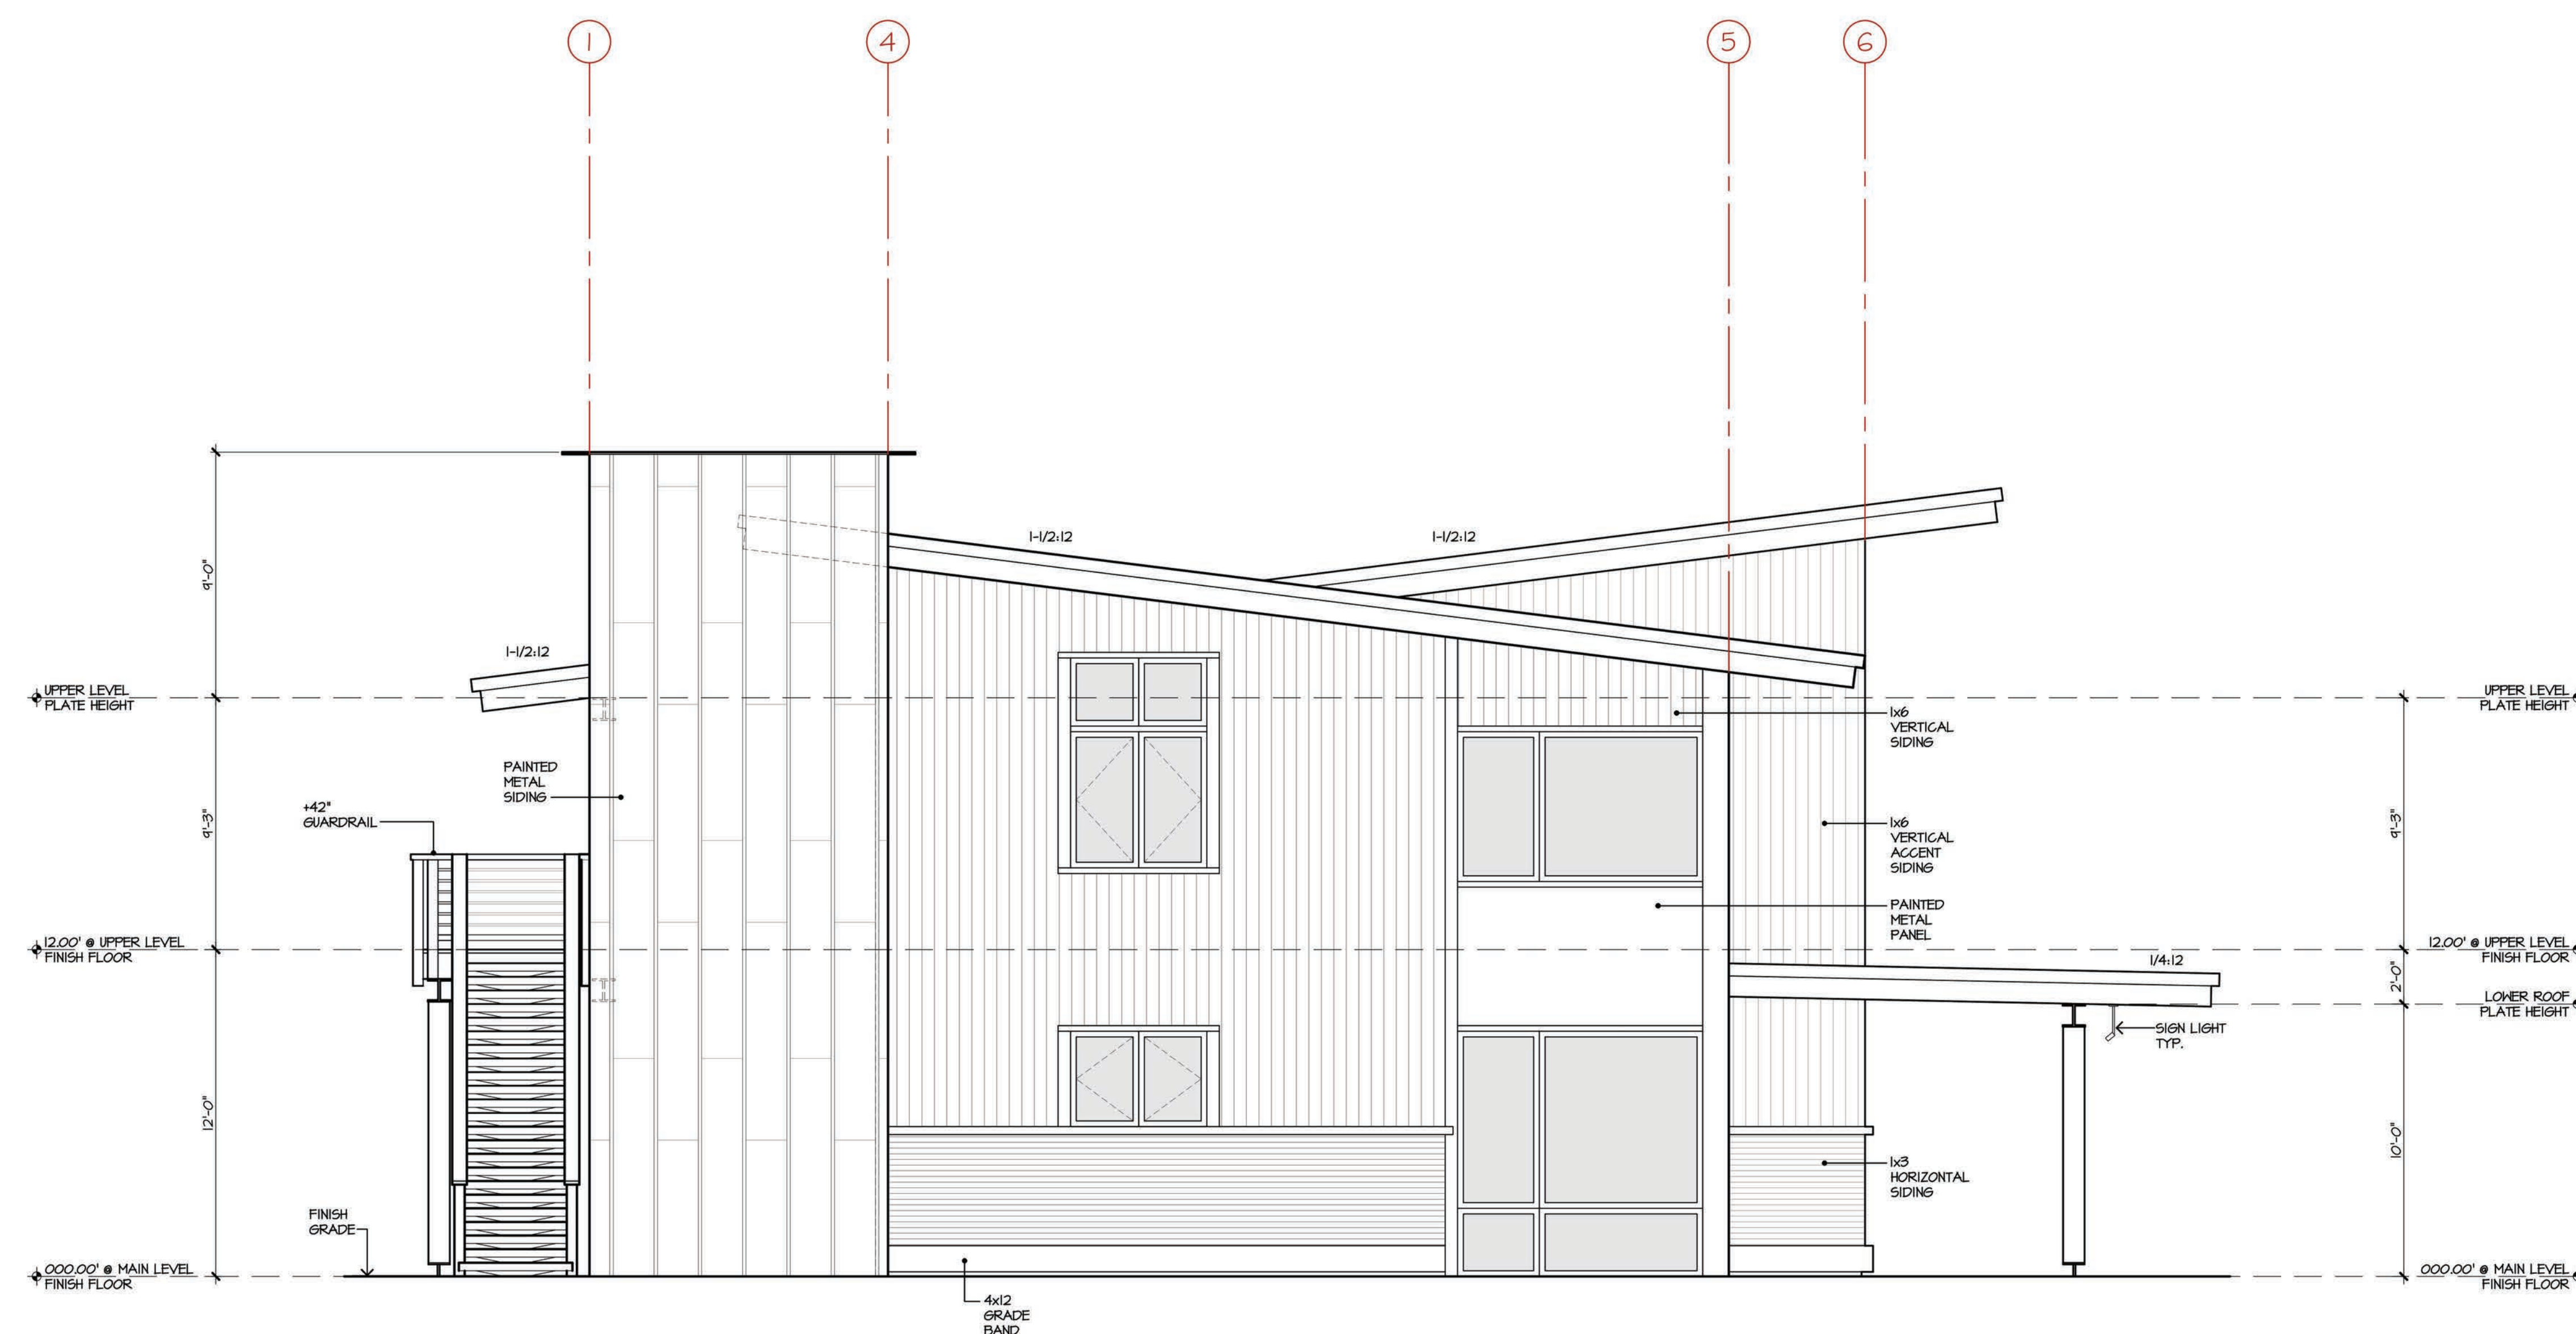 1
4
5
6
1-1/2:12
1-1/2:12
9'-0"
1-1/2:12
UPPER LEVEL
PLATE HEIGHT
UPPER LEVEL
PLATE HEIGHT
1x6
VERTICAL
SIDING
PAINTED
METAL
SIDING
+42"
GUARDRAIL
9'-3"
9'-3"
1x6
VERTICAL
ACCENT
SIDING
PAINTED
METAL
PANEL
12.00' @ UPPER LEVEL
FINISH FLOOR
12.00' @ UPPER LEVEL
FINISH FLOOR
1/4:12
2'-0"
LOWER ROOF
PLATE HEIGHT
SIGN LIGHT
TYP.
12'-0"
10'-0"
1x3
HORIZONTAL
SIDING
FINISH
GRADE
000.00' @ MAIN LEVEL
FINISH FLOOR
000.00' @ MAIN LEVEL
FINISH FLOOR
4x12
GRADE
BAND